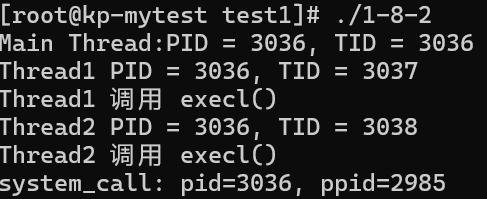 [root@kp-mytest test1]# ./1-8-2
Main Thread:PID = 3036, TID = 3036
Thread1 PID = 3036, TID = 3037
Thread1 调用 execl()
Thread2 PID = 3036, TID = 3038
Thread2 调用 execl()
system_call: pid=3036, ppid=2985